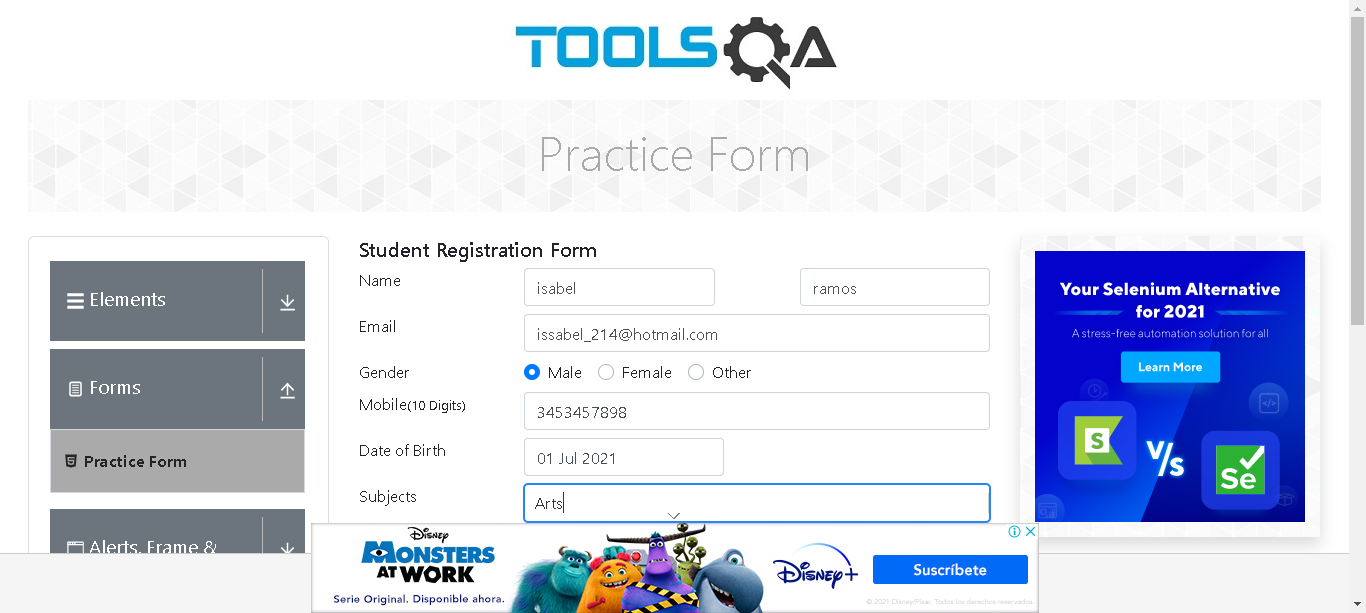 TOOLSQA
Practice Form
Elements
Forms
Practice Form
Alerts, Frame &
Student Registration Form
Name
isabel
ramos
Email
issabel_214@hotmail.com
Gender
Male
Female
Other
Mobile(10 Digits)
3453457898
Date of Birth
01 Jul 2021
Subjects
Arts
Your Selenium Alternative
for 2021
A stress-free automation solution for all
Learn More
S
V/S
Se
Disney
MONSTERS
AT WORK
Serie Original. Disponible ahora.
Disney+
Suscríbete
© 2021 Disney/Pixar. Todos los derechos reservados.